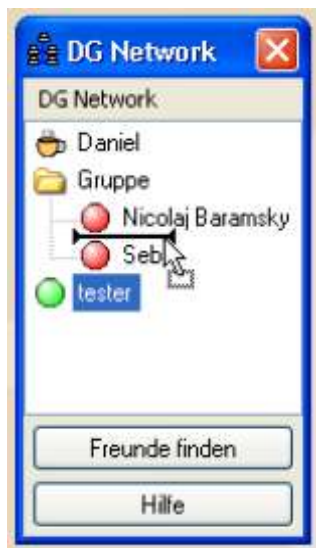 DG Network
DG Network
Daniel
Gruppe
Nicolaj Baramsky
Seb
tester
Freunde finden
Hilfe